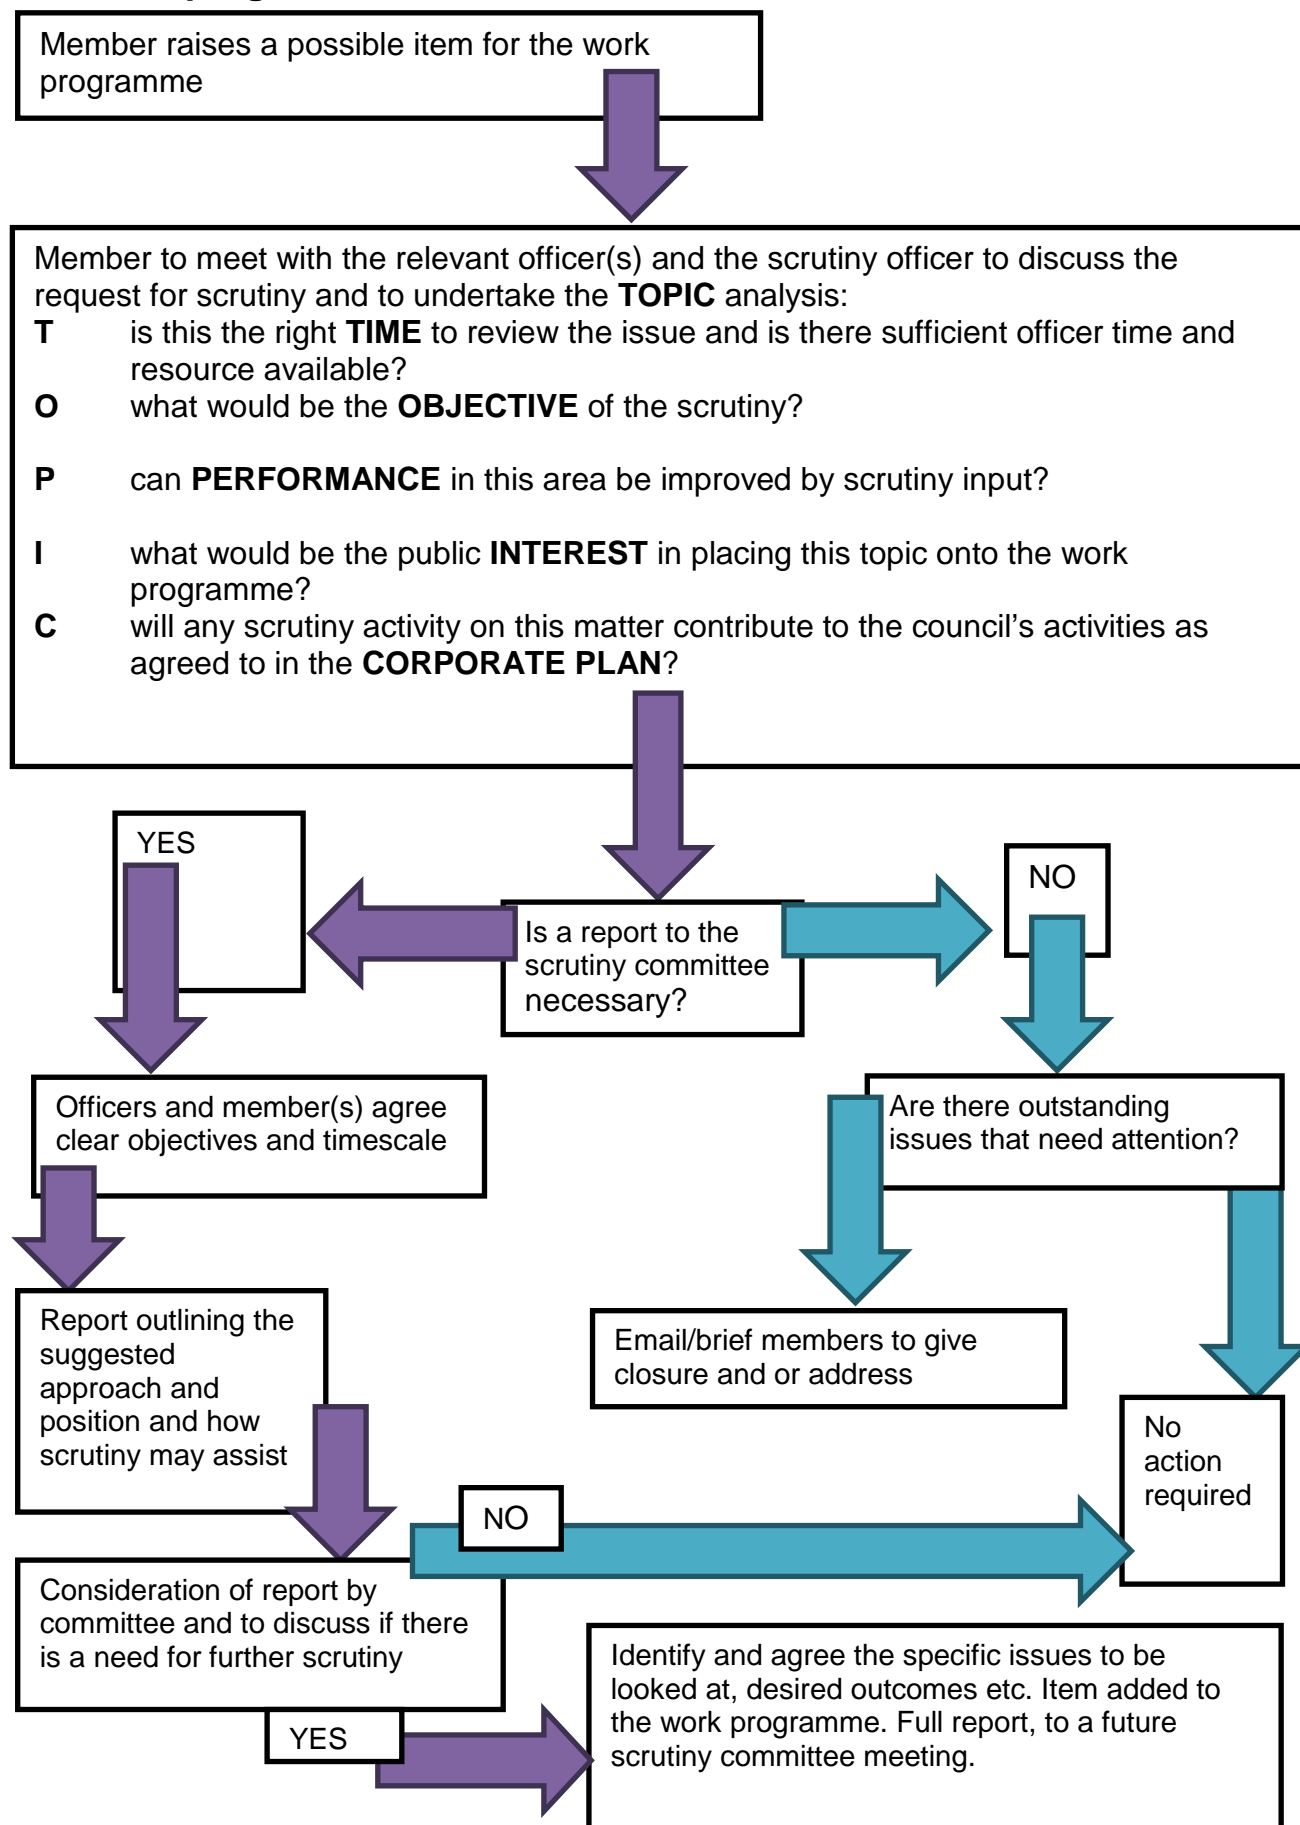 Member raises a possible item for the work
programme
Member to meet with the relevant officer(s) and the scrutiny officer to discuss the
request for scrutiny and to undertake the TOPIC analysis:
T is this the right TIME to review the issue and is there sufficient officer time and
resource available?
O what would be the OBJECTIVE of the scrutiny?
P can PERFORMANCE in this area be improved by scrutiny input?
I what would be the public INTEREST in placing this topic onto the work
programme?
C will any scrutiny activity on this matter contribute to the council's activities as
agreed to in the CORPORATE PLAN?
YES
NO
Is a report to the
scrutiny committee
necessary?
Officers and member(s) agree
clear objectives and timescale
Are there outstanding
issues that need attention?
Report outlining the
suggested
approach and
position and how
scrutiny may assist
Email/brief members to give
closure and or address
No
action
required
NO
Consideration of report by
committee and to discuss if there
is a need for further scrutiny
YES
Identify and agree the specific issues to be
looked at, desired outcomes etc. Item added to
the work programme. Full report, to a future
scrutiny committee meeting.